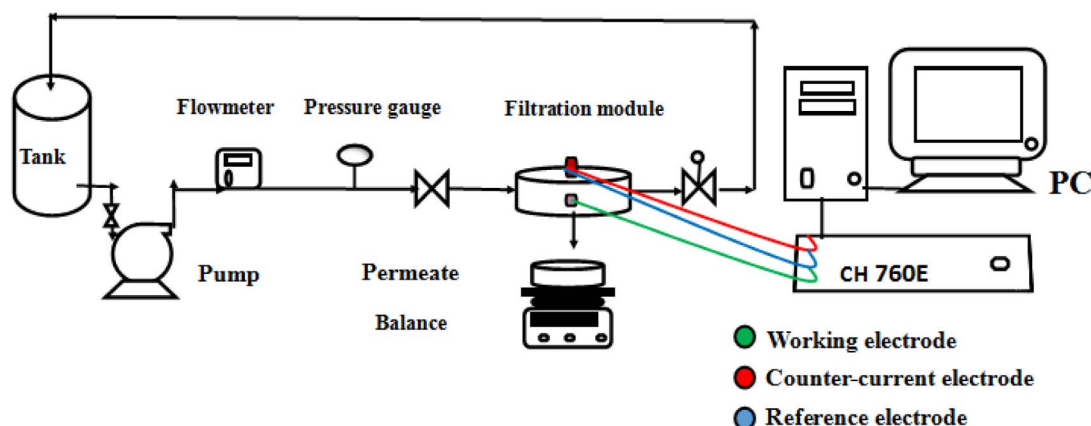 Tank
Flowmeter
Pressure gauge
Filtration module
Pump
Permeate
Balance
PC
CH 760E
Working electrode
Counter-current electrode
Reference electrode